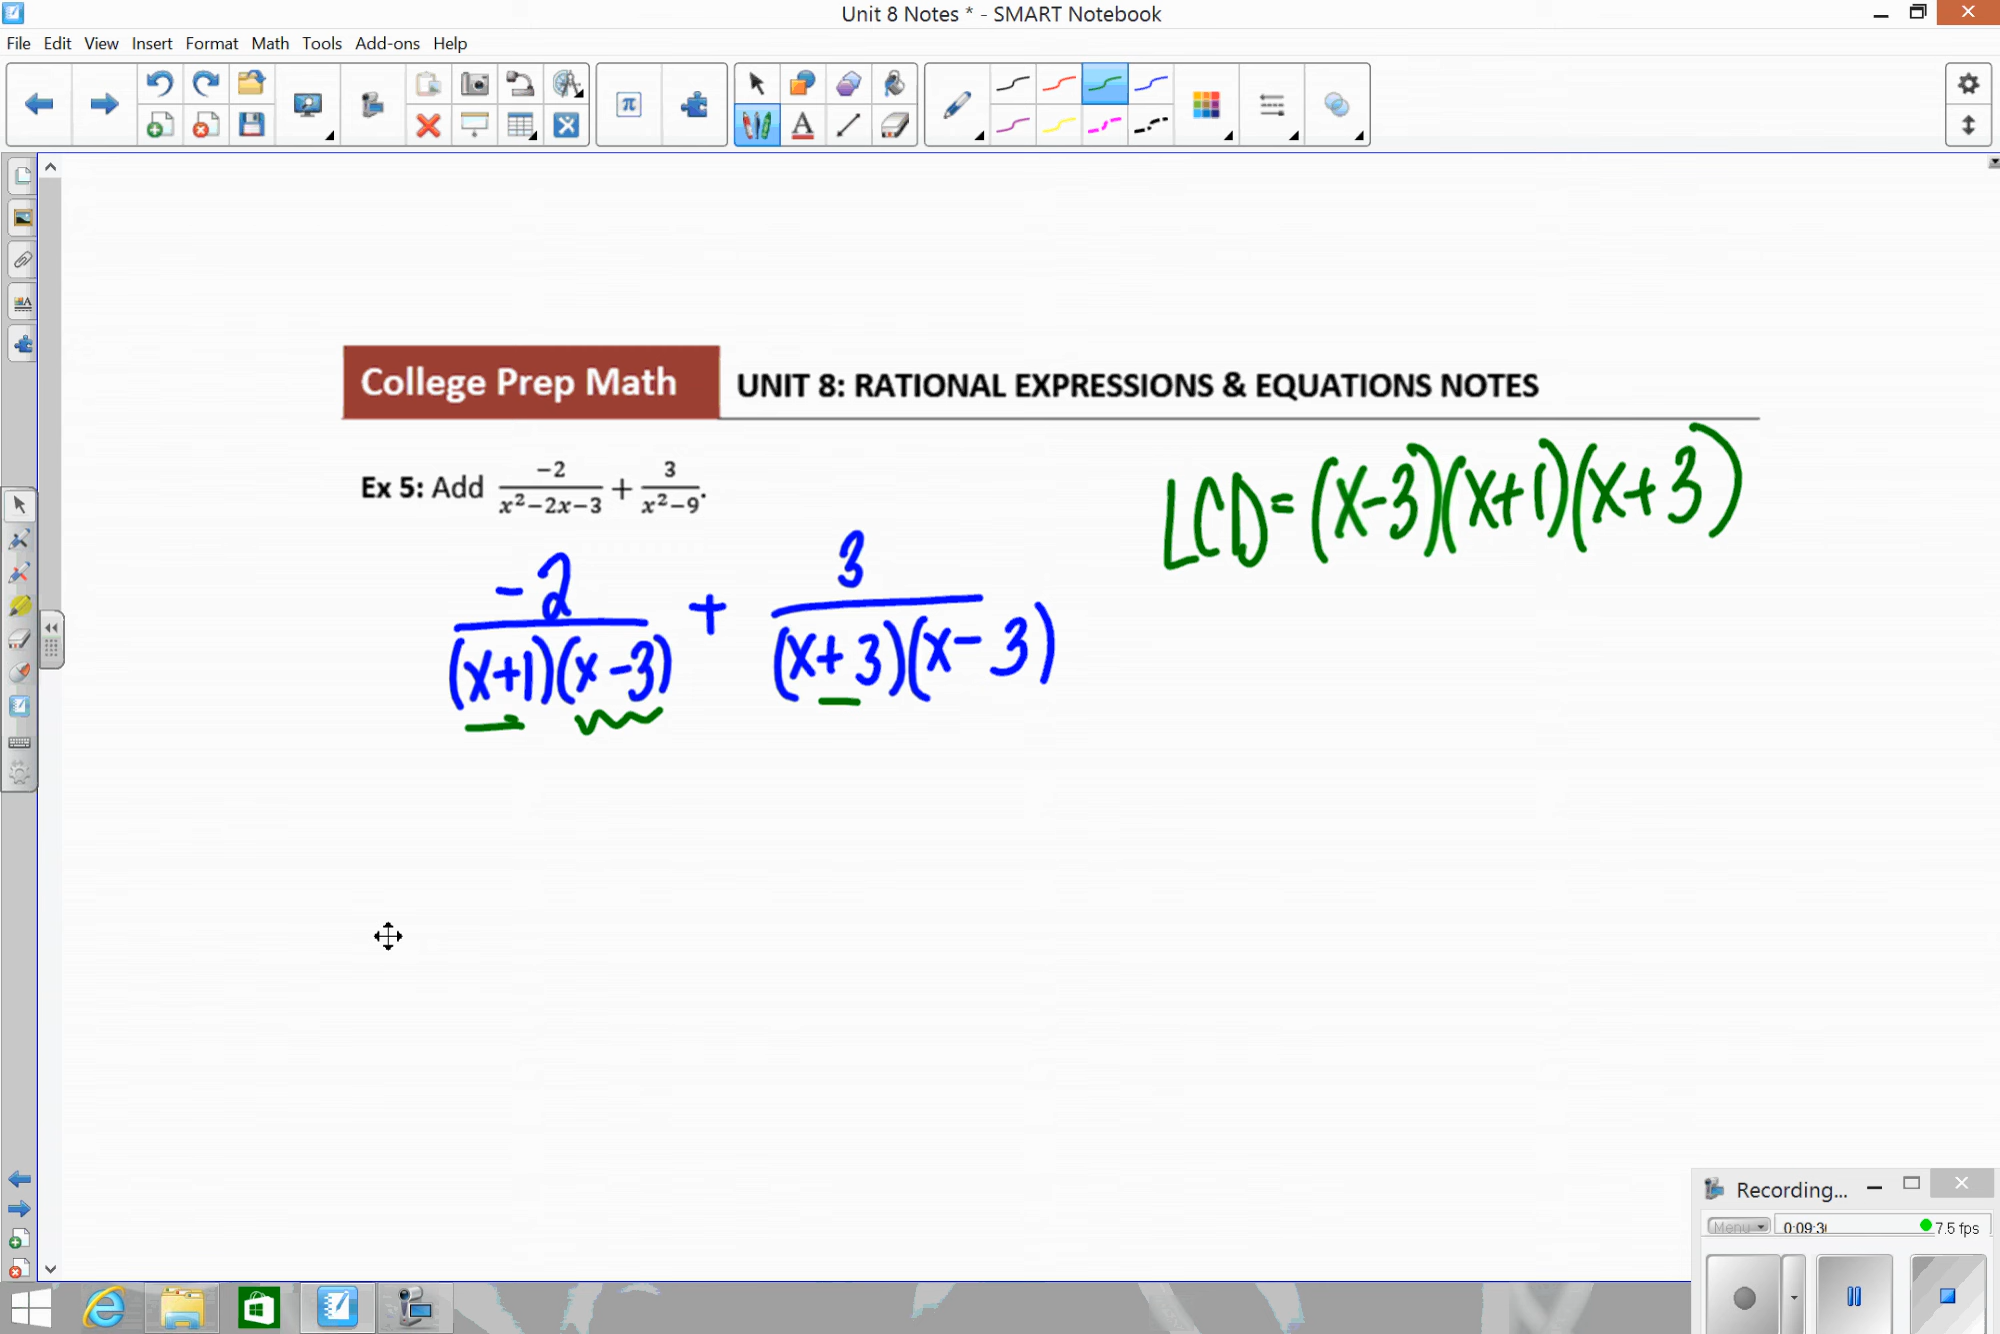 Unit 8 Notes * - SMART Notebook
File Edit View Insert Format Math Tools Add-ons Help
College Prep Math UNIT 8: RATIONAL EXPRESSIONS & EQUATIONS NOTES
Ex 5: Add -2/(x²-2x-3) + 3/(x²-9).
LCD=(x-3)(x+1)(x+3)
-2/((x+1)(x-3)) + 3/((x+3)(x-3))
Recording...
Menu 0:09:3 7.5 fps